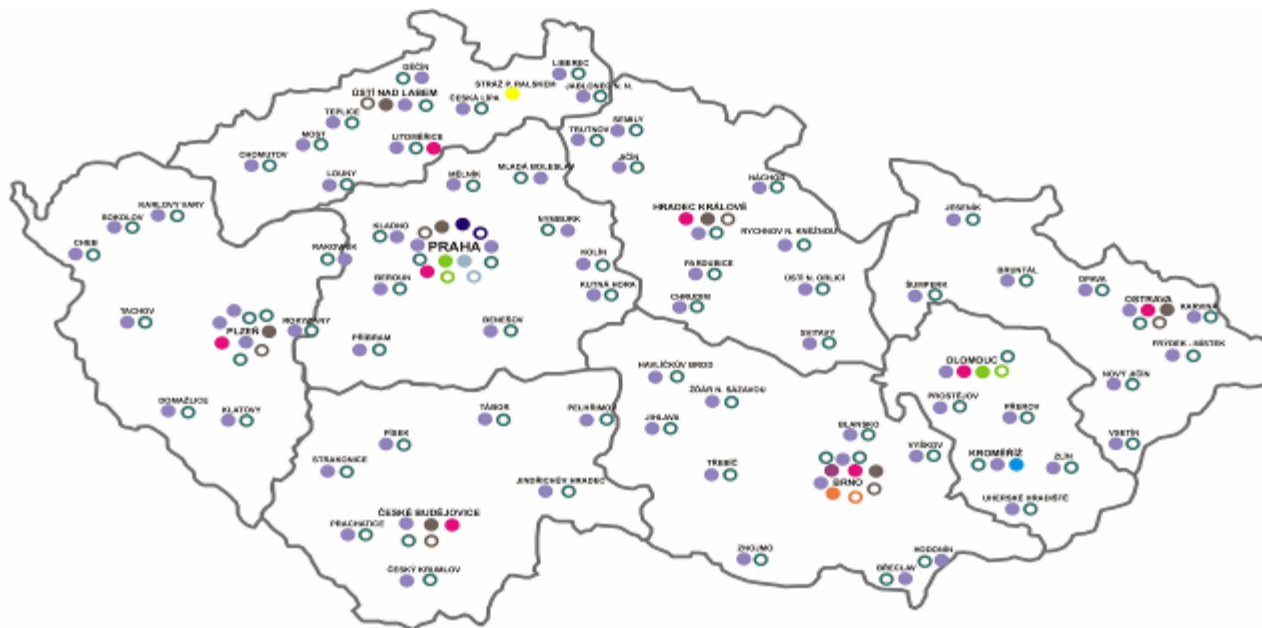 DĚČÍN
LIBEREC
ÚSTÍ NAD LABEM
STRÁŽ P. RALSKEM
JABLONEC N. N.
ČESKÁ LÍPA
TEPLICE
MOST
LITOMĚŘICE
TRUTNOV
SEMILY
CHOMUTOV
JIČÍN
LOUNY
MĚLNÍK
MLADÁ BOLESLAV
NÁCHOD
KARLOVY VARY
SOKOLOV
HRADEC KRÁLOVÉ
JESENÍK
CHEB
KLADNO
NYMBURK
RYCHNOV N. KNĚŽNOU
RAKOVNÍK
PRAHA
KOLÍN
PARDUBICE
BRUNTÁL
OPAVA
BEROUN
KUTNÁ HORA
ÚSTÍ N. ORLICÍ
ŠUMPERK
OSTRAVA
KARVINÁ
TACHOV
CHRUDIM
PLZEŇ
ROKYCANY
BENEŠOV
PŘÍBRAM
SVITAVY
FRÝDEK - MÍSTEK
HAVLÍČKŮV BROD
OLOMOUC
NOVÝ JIČÍN
ŽĎÁR N. SÁZAVOU
PROSTĚJOV
DOMAŽLICE
KLATOVY
TÁBOR
PELHŘIMOV
PŘEROV
JIHLAVA
BLANSKO
PÍSEK
VYŠKOV
VSETÍN
STRAKONICE
TŘEBÍČ
KROMĚŘÍŽ
ZLÍN
JINDŘICHŮV HRADEC
BRNO
UHERSKÉ HRADIŠTĚ
ČESKÉ BUDĚJOVICE
PRACHATICE
ZNOJMO
HODONÍN
ČESKÝ KRUMLOV
BŘECLAV